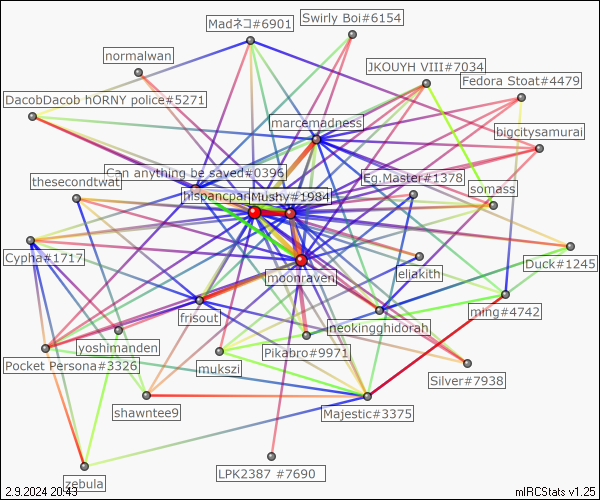 Swirly Boi#6154
Madネコ#6901
normalwan
JKOUYH VIII#7034
Fedora Stoat#4479
DacobDacob hORNY police#5271
marcemadness
bigcitysamurai
Can anything be saved#0396
Eg.Master#1378
thesecondtwat
somass
hispancpan
Mushy#1984
Cypha#1717
Duck#1245
eliakith
moonraven
ming#4742
frisout
neokingghidorah
yoshimanden
Pikabro#9971
Pocket Persona#3326
mukszi
Silver#7938
shawntee9
Majestic#3375
LPK2387 #7690
zebula
2.9.2024 20:43
mIRCStats v1.25